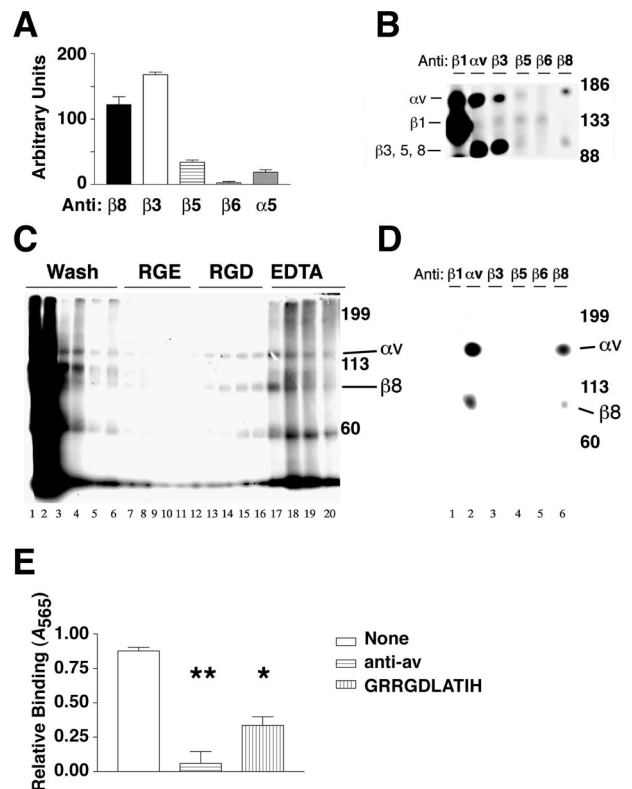 A
200
100
0
Arbitrary Units
Anti: β8 β3 β5 β6 α5
B
Anti: β1 αv β3 β5 β6 β8
αv
β1
β3, 5, 8
186
133
88
C
Wash RGE RGD EDTA
199
αv
113
β8
60
1 2 3 4 5 6 7 8 9 10 11 12 13 14 15 16 17 18 19 20
D
Anti: β1 αv β3 β5 β6 β8
199
αv
113
β8
60
1 2 3 4 5 6
E
Relative Binding (A565)
1.00
0.75
0.50
0.25
0.00
** *
None
anti-av
GRRGDLATIH